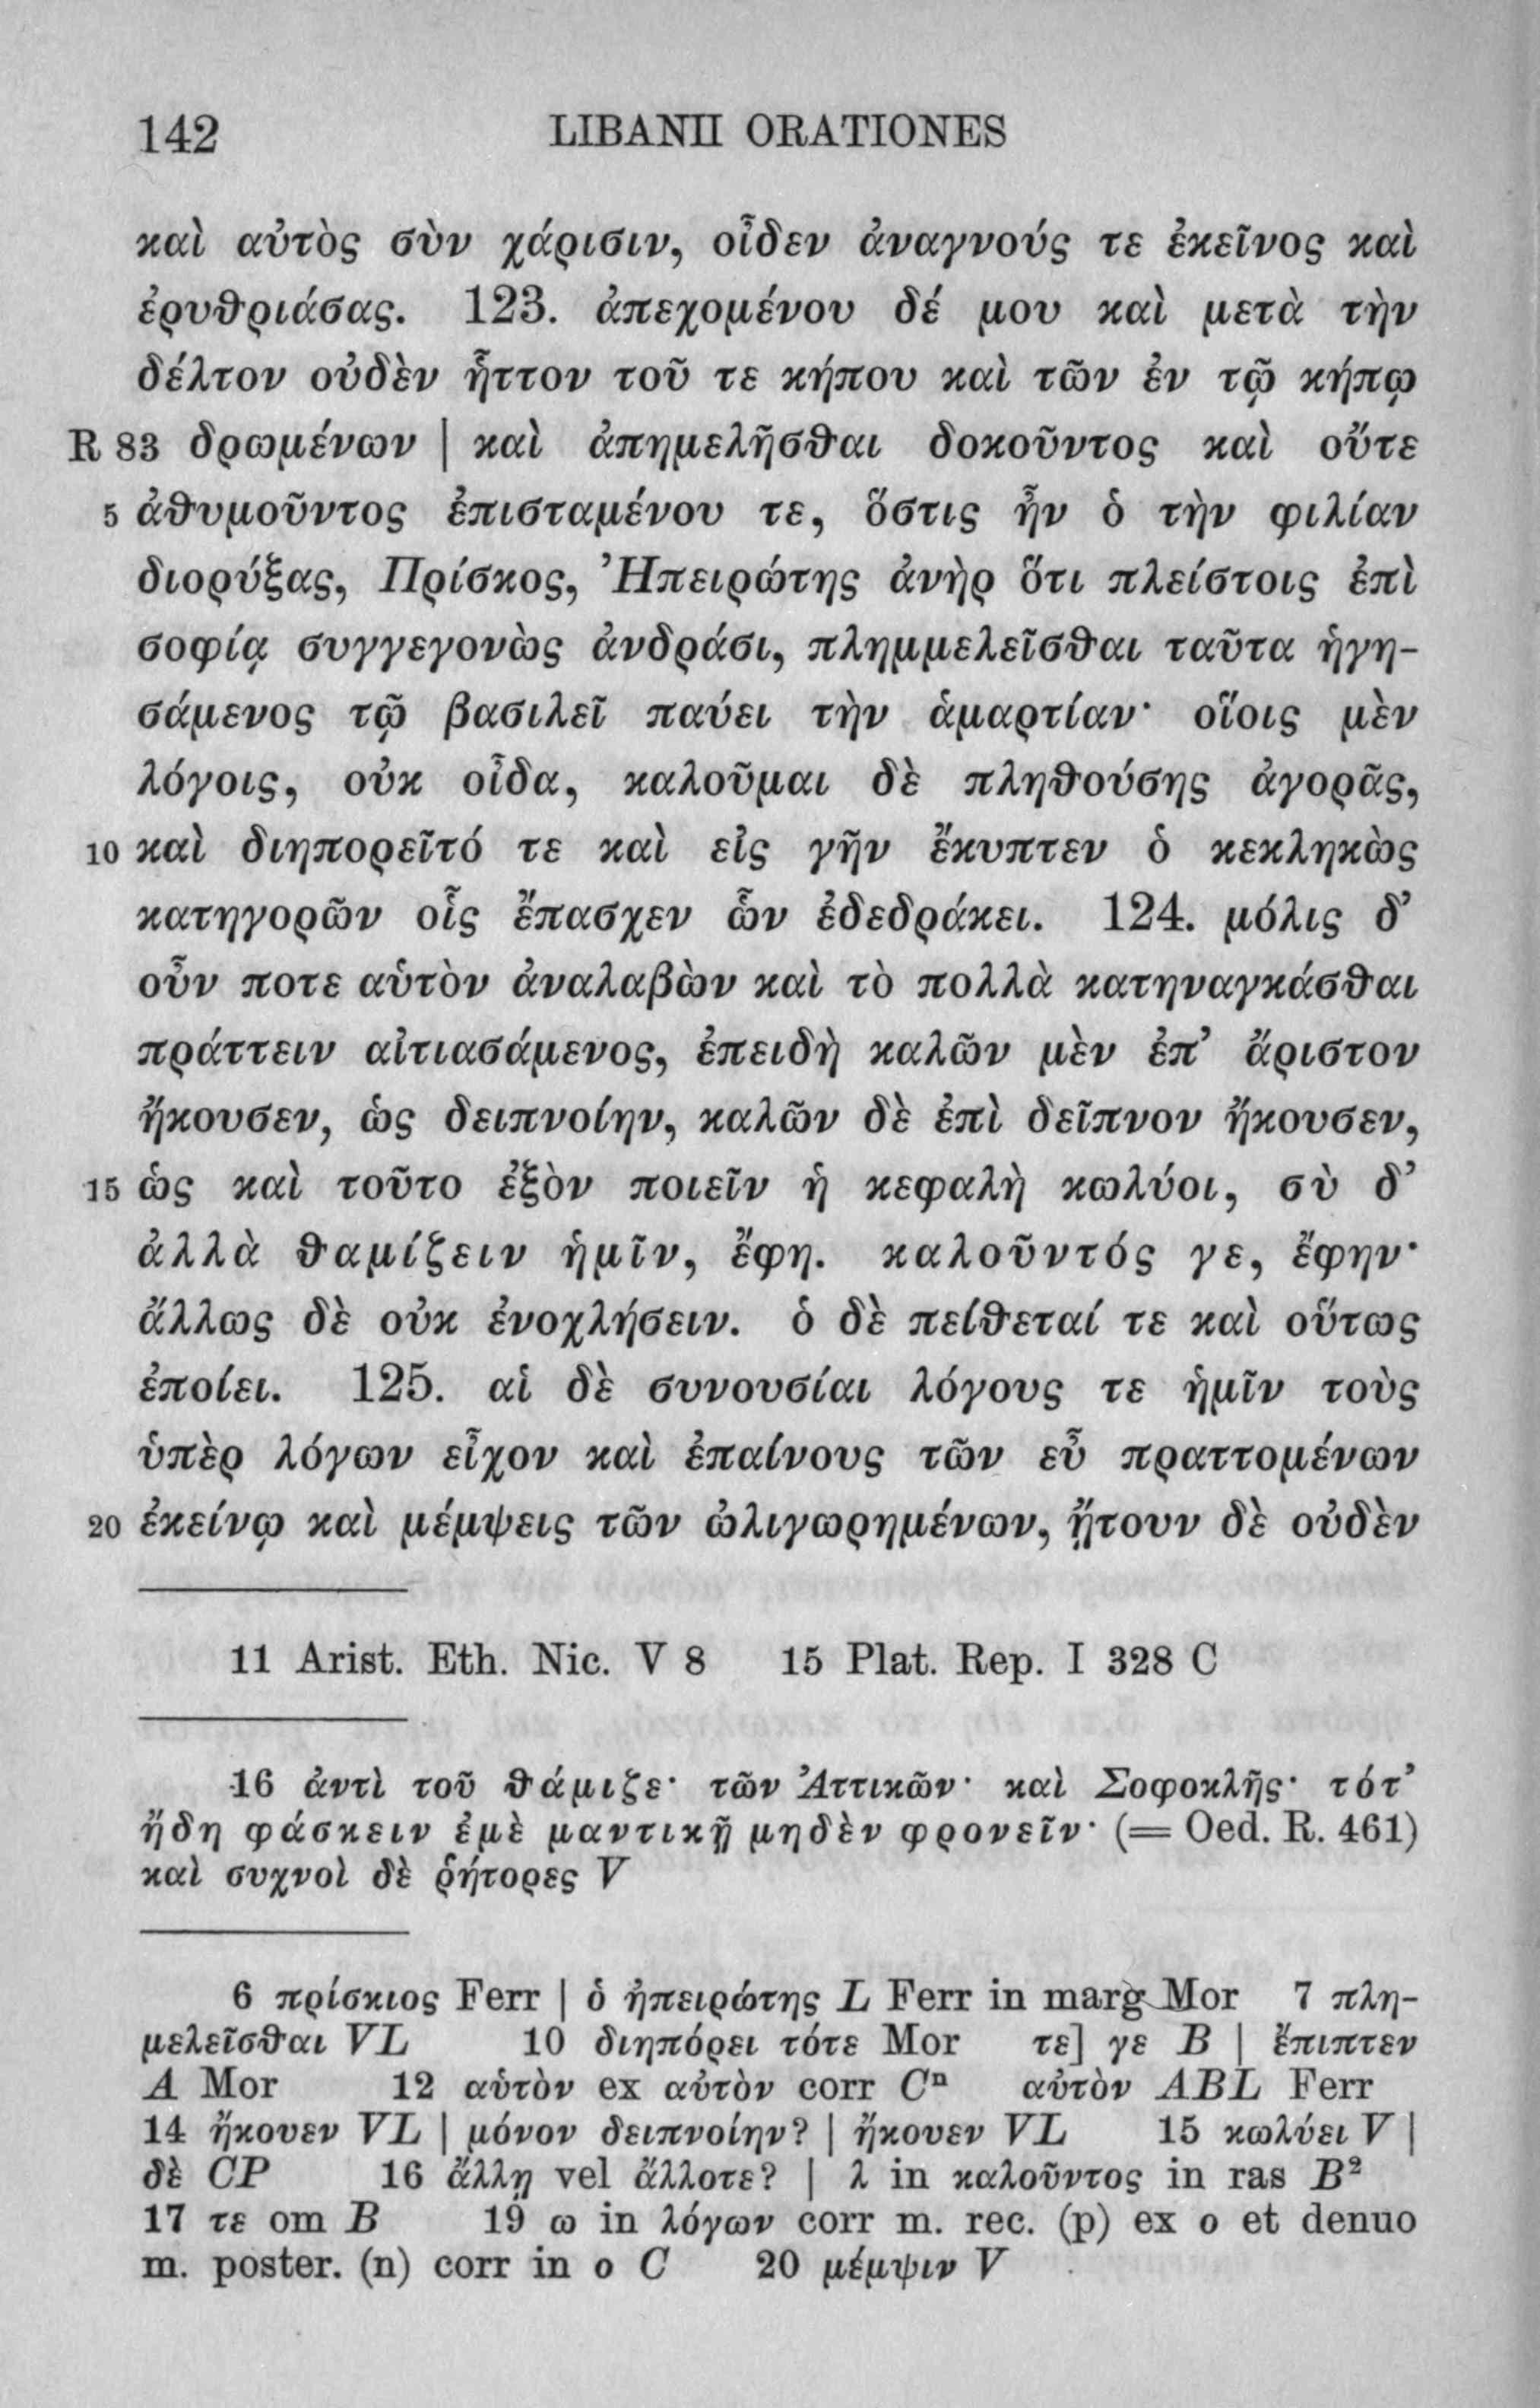 142 LIBANII ORATIONES
καὶ αὐτὸς σὺν χάρισιν, οἶδεν ἀναγνούς τε ἐκεῖνος καὶ
ἐρυθριάσας. 123. ἀπεχομένου δέ μου καὶ μετὰ τὴν
δέλτον οὐδὲν ἧττον τοῦ τε κήπου καὶ τῶν ἐν τῷ κήπῳ
R 83 δρωμένων | καὶ ἀπημελῆσθαι δοκοῦντος καὶ οὔτε
5 ἀθυμοῦντος ἐπισταμένου τε, ὅστις ἦν ὁ τὴν φιλίαν
διορύξας, Πρίσκος, Ἠπειρώτης ἀνὴρ ὅτι πλείστοις ἐπὶ
σοφίᾳ συγγεγονὼς ἀνδράσι, πλημμελεῖσθαι ταῦτα ἡγη-
σάμενος τῷ βασιλεῖ παύει τὴν ἁμαρτίαν· οἵοις μὲν
λόγοις, οὐκ οἶδα, καλοῦμαι δὲ πληθούσης ἀγορᾶς,
10 καὶ διηπορεῖτό τε καὶ εἰς γῆν ἔκυπτεν ὁ κεκληκὼς
κατηγορῶν οἷς ἔπασχεν ὧν ἐδεδράκει. 124. μόλις δ’
οὖν ποτε αὑτὸν ἀναλαβὼν καὶ τὸ πολλὰ κατηναγκάσθαι
πράττειν αἰτιασάμενος, ἐπειδὴ καλῶν μὲν ἐπ’ ἄριστον
ἤκουσεν, ὡς δειπνοίην, καλῶν δὲ ἐπὶ δεῖπνον ἤκουσεν,
15 ὡς καὶ τοῦτο ἐξὸν ποιεῖν ἡ κεφαλὴ κωλύοι, σὺ δ’
ἀλλὰ θαμίζειν ἡμῖν, ἔφη. καλοῦντός γε, ἔφην·
ἄλλως δὲ οὐκ ἐνοχλήσειν. ὁ δὲ πείθεταί τε καὶ οὕτως
ἐποίει. 125. αἱ δὲ συνουσίαι λόγους τε ἡμῖν τοὺς
ὑπὲρ λόγων εἶχον καὶ ἐπαίνους τῶν εὖ πραττομένων
20 ἐκείνῳ καὶ μέμψεις τῶν ὠλιγωρημένων, ᾔτουν δὲ οὐδὲν
11 Arist. Eth. Nic. V 8 15 Plat. Rep. I 328 C
16 ἀντὶ τοῦ θάμιζε· τῶν Ἀττικῶν· καὶ Σοφοκλῆς· τότ’
ἤδη φάσκειν ἐμὲ μαντικῇ μηδὲν φρονεῖν· (= Oed. R. 461)
καὶ συχνοὶ δὲ ῥήτορες V
6 πρίσκιος Ferr | ὁ ἠπειρώτης L Ferr in marg Mor 7 πλη-
μελεῖσθαι VL 10 διηπόρει τότε Mor τε] γε B | ἔπιπτεν
A Mor 12 αὑτὸν ex αὐτὸν corr Cⁿ αὐτὸν ABL Ferr
14 ἤκουεν VL | μόνον δειπνοίην? | ἤκουεν VL 15 κωλύει V |
δὲ CP 16 ἄλλῃ vel ἄλλοτε? | λ in καλοῦντος in ras B²
17 τε om B 19 ω in λόγων corr m. rec. (p) ex ο et denuo
m. poster. (n) corr in ο C 20 μέμψιν V